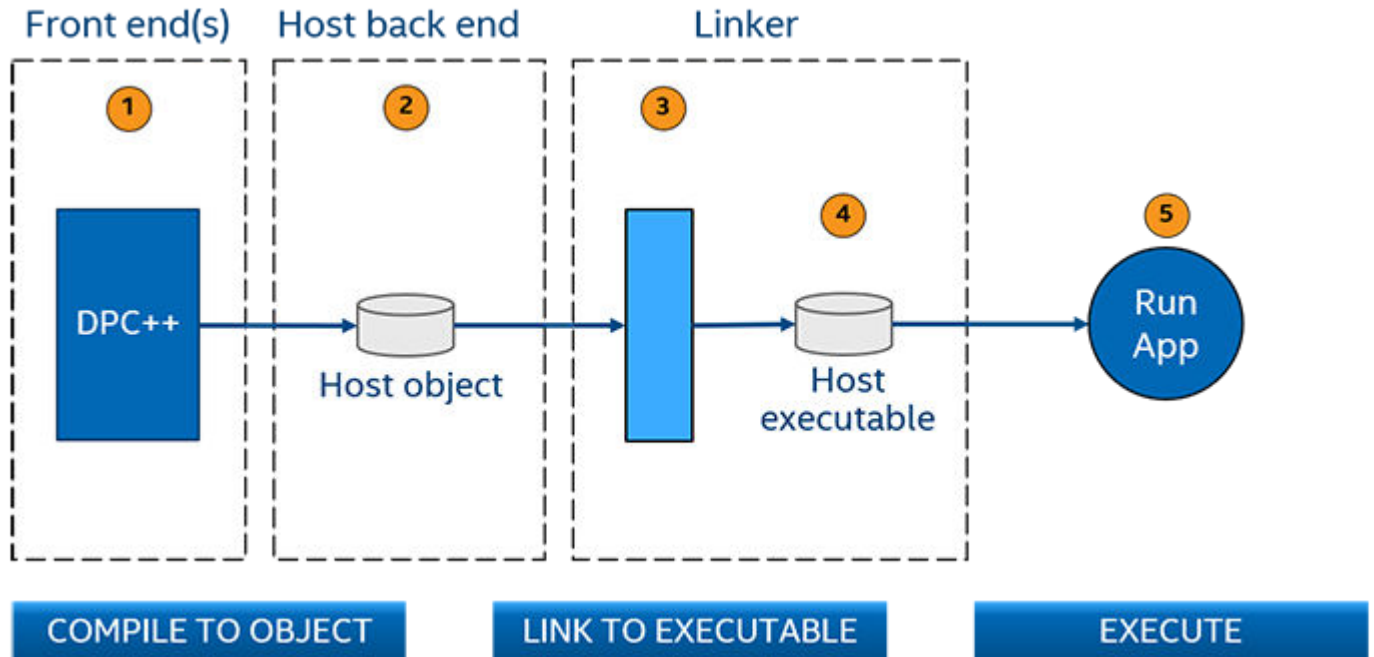 Front end(s)
Host back end
Linker
1
2
3
4
5
DPC++
Host object
Host
executable
Run
App
COMPILE TO OBJECT
LINK TO EXECUTABLE
EXECUTE